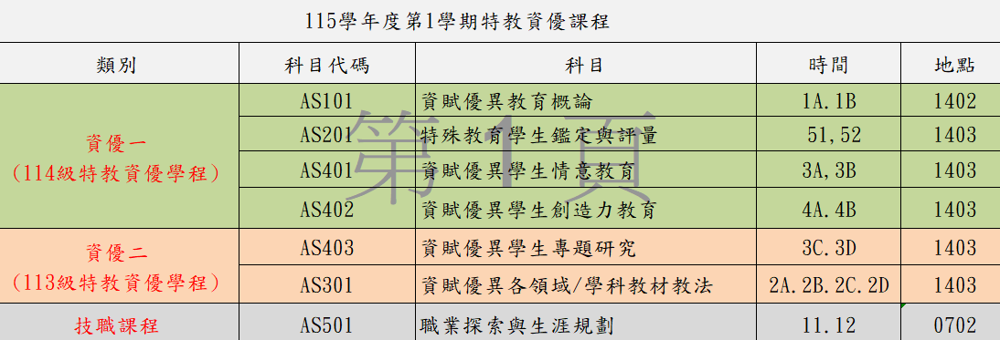 115學年度第1學期特教資優課程
類別 科目代碼 科目 時間 地點
資優一
(114級特教資優學程)
AS101 資賦優異教育概論 1A.1B 1402
AS201 特殊教育學生鑑定與評量 51,52 1403
AS401 資賦優異學生情意教育 3A,3B 1403
AS402 資賦優異學生創造力教育 4A.4B 1403
資優二
(113級特教資優學程)
AS403 資賦優異學生專題研究 3C.3D 1403
AS301 資賦優異各領域/學科教材教法 2A.2B.2C.2D 1403
技職課程 AS501 職業探索與生涯規劃 11.12 0702
第 1 頁